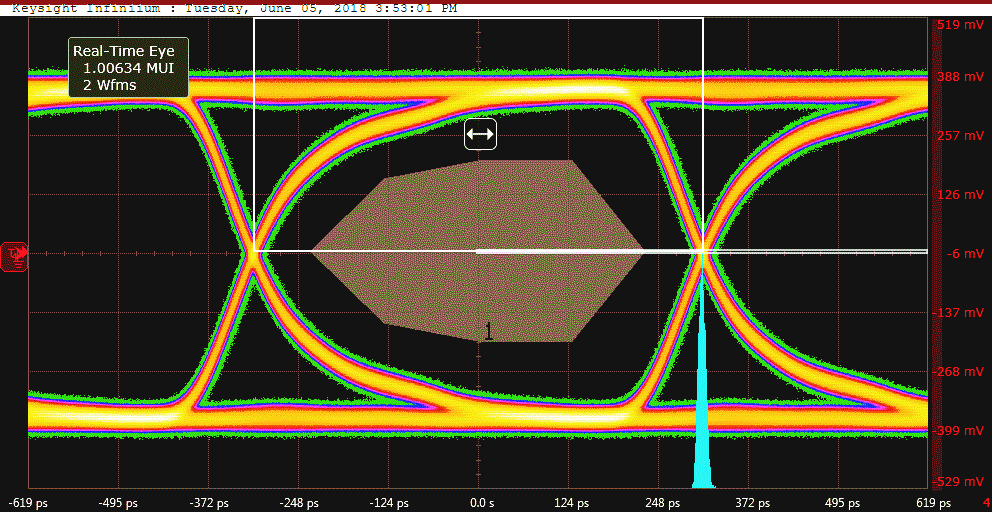 Keysight Infiniium : Tuesday, June 05, 2018 3:53:01 PM
519 mV
Real-Time Eye
1.00634 MUI
2 Wfms
388 mV
257 mV
126 mV
-6 mV
-137 mV
1
-268 mV
-399 mV
-529 mV
-619 ps -495 ps -372 ps -248 ps -124 ps 0.0 s 124 ps 248 ps 372 ps 495 ps 619 ps 4